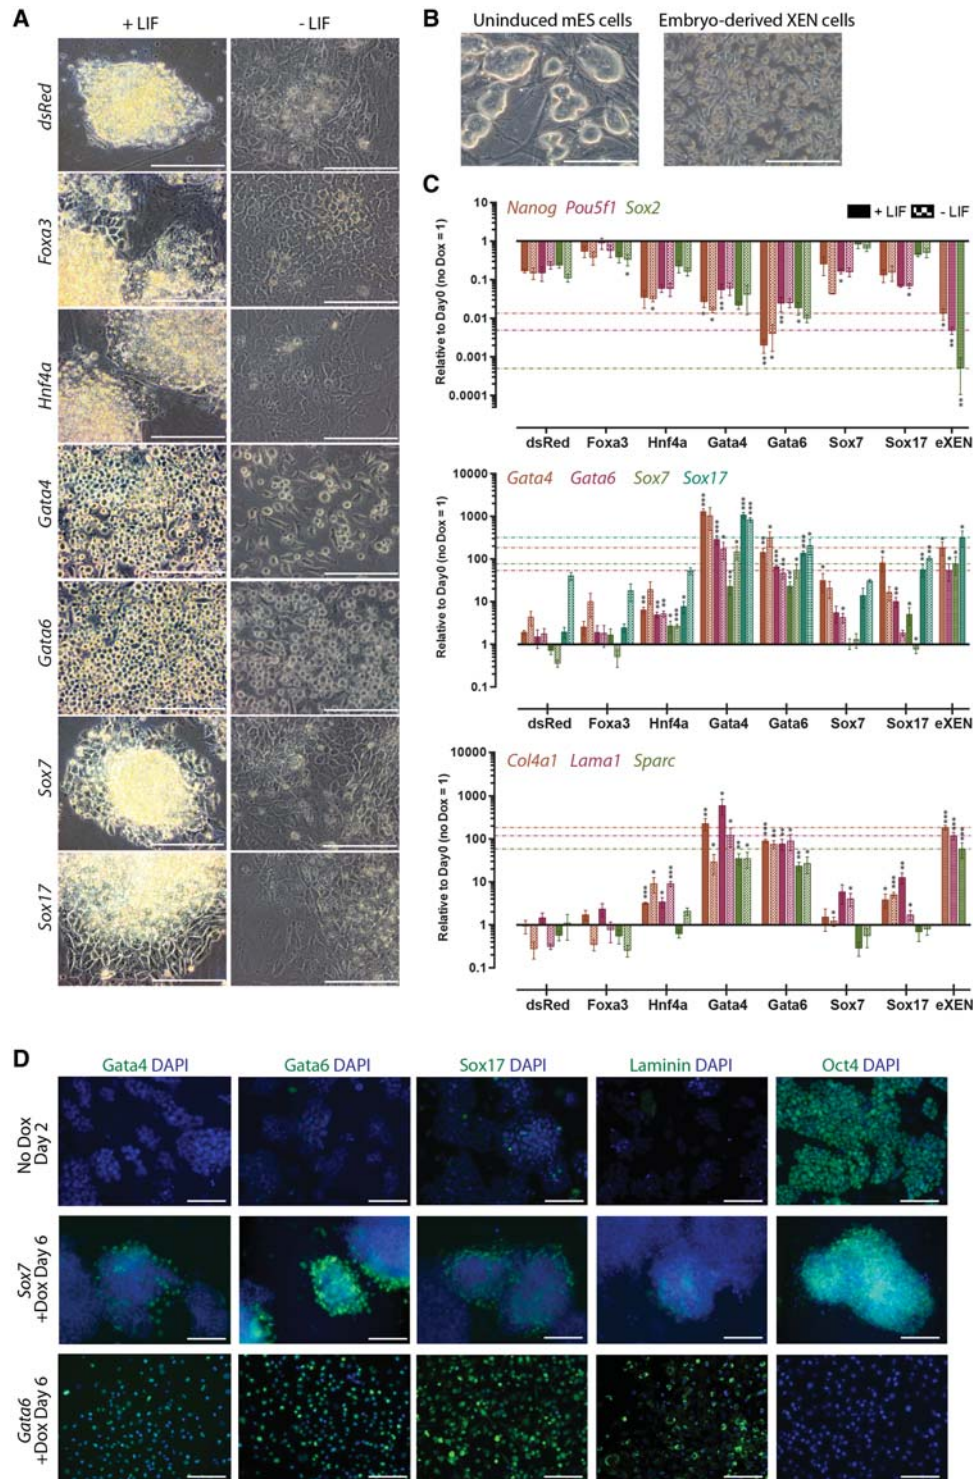 A
+ LIF
- LIF
dsRed
Foxa3
Hnf4a
Gata4
Gata6
Sox7
Sox17
B
Uninduced mES cells
Embryo-derived XEN cells
C
Nanog Pou5f1 Sox2
+ LIF - LIF
Relative to Day0 (no Dox = 1)
10
1
0.1
0.01
0.001
0.0001
dsRed Foxa3 Hnf4a Gata4 Gata6 Sox7 Sox17 eXEN
Gata4 Gata6 Sox7 Sox17
Relative to Day0 (no Dox = 1)
10000
1000
100
10
1
0.1
dsRed Foxa3 Hnf4a Gata4 Gata6 Sox7 Sox17 eXEN
Col4a1 Lama1 Sparc
Relative to Day0 (no Dox = 1)
10000
1000
100
10
1
0.1
dsRed Foxa3 Hnf4a Gata4 Gata6 Sox7 Sox17 eXEN
D
Gata4 DAPI
Gata6 DAPI
Sox17 DAPI
Laminin DAPI
Oct4 DAPI
No Dox
Day 2
Sox7
+Dox Day 6
Gata6
+Dox Day 6